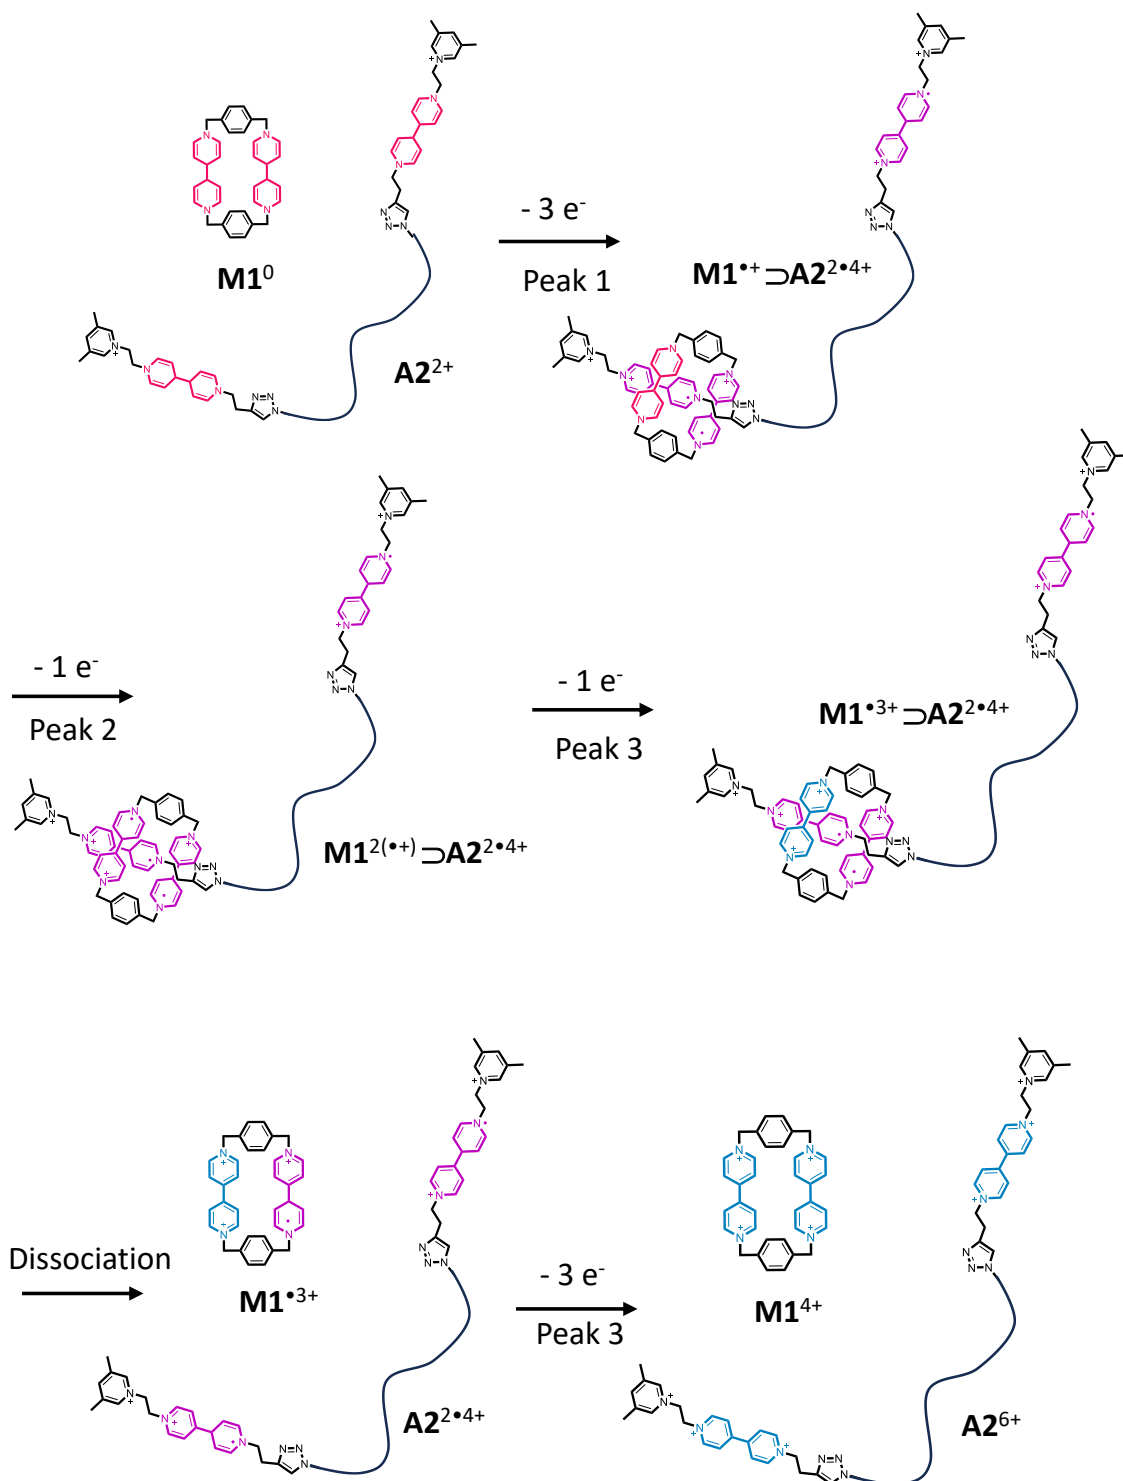 M1⁰
A2²⁺
- 3 e⁻
Peak 1
M1•⁺⊃A2²•⁴⁺
- 1 e⁻
Peak 2
M1²⁽•⁺⁾⊃A2²•⁴⁺
- 1 e⁻
Peak 3
M1•³⁺⊃A2²•⁴⁺
Dissociation
M1•³⁺
A2²•⁴⁺
- 3 e⁻
Peak 3
M1⁴⁺
A2⁶⁺